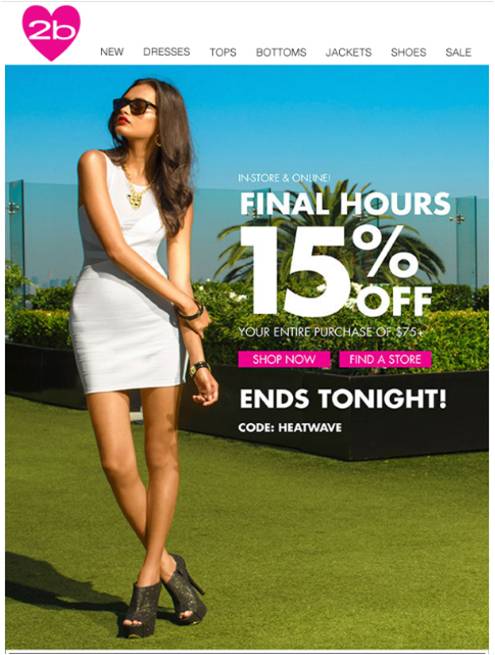 2b
NEW DRESSES TOPS BOTTOMS JACKETS SHOES SALE
IN-STORE & ONLINE!
FINAL HOURS
15% OFF
YOUR ENTIRE PURCHASE OF $75+
SHOP NOW FIND A STORE
ENDS TONIGHT!
CODE: HEATWAVE